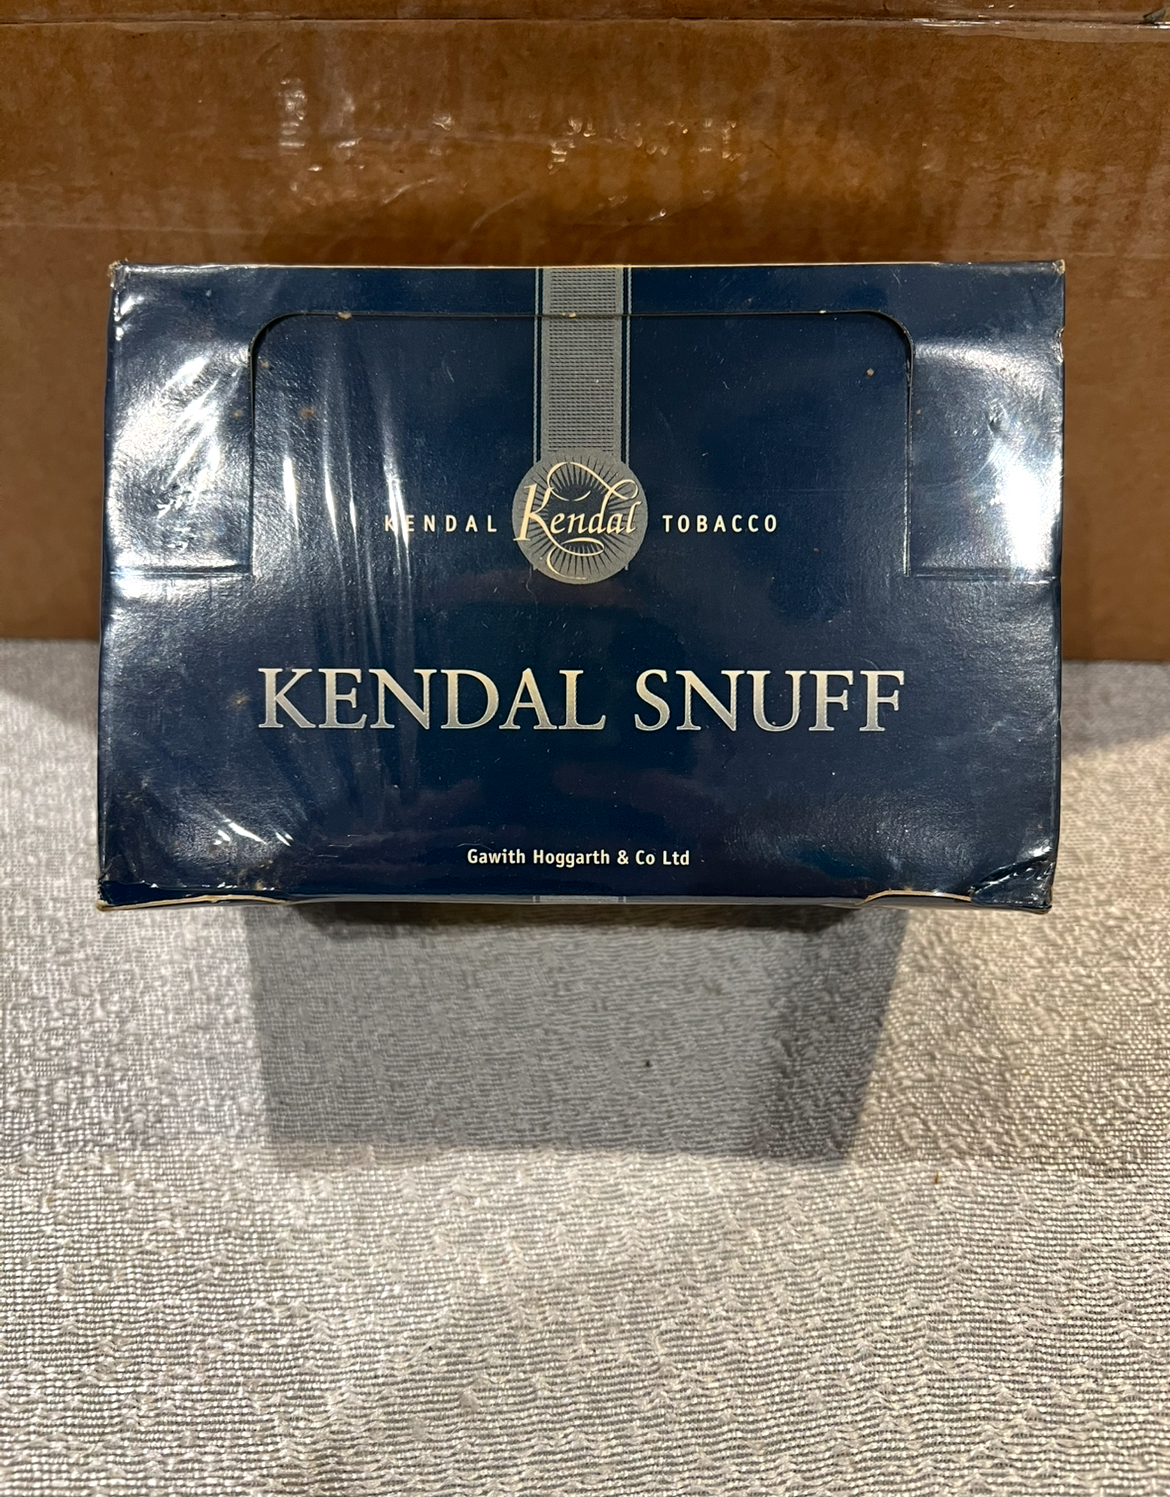 KENDAL Kendal TOBACCO
KENDAL SNUFF
Gawith Hoggarth & Co Ltd